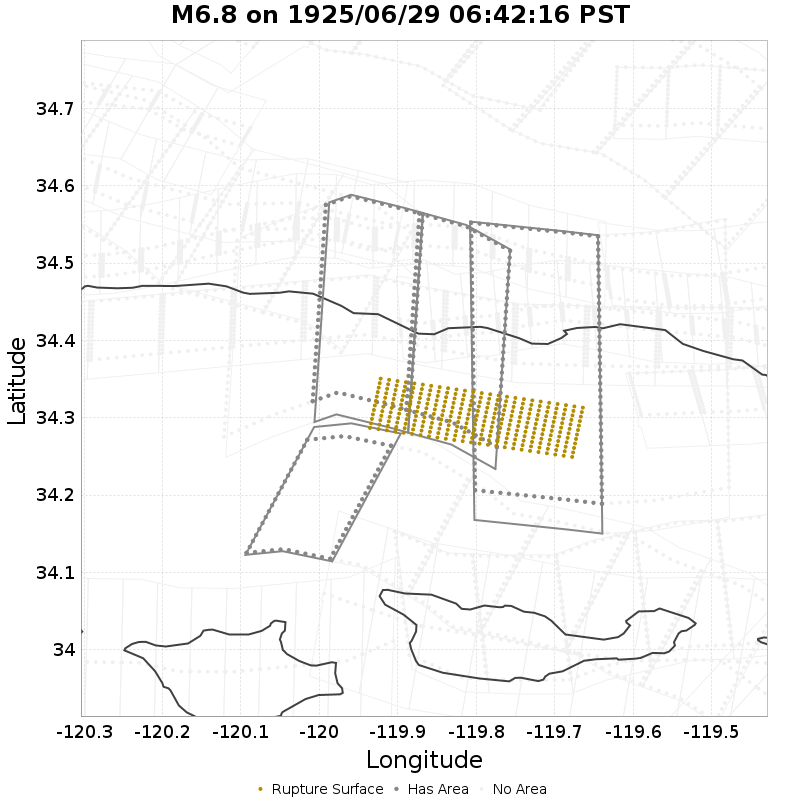 M6.8 on 1925/06/29 06:42:16 PST
34.7
34.6
34.5
34.4
34.3
34.2
34.1
34
Latitude
-120.3 -120.2 -120.1 -120 -119.9 -119.8 -119.7 -119.6 -119.5
Longitude
Rupture Surface Has Area No Area